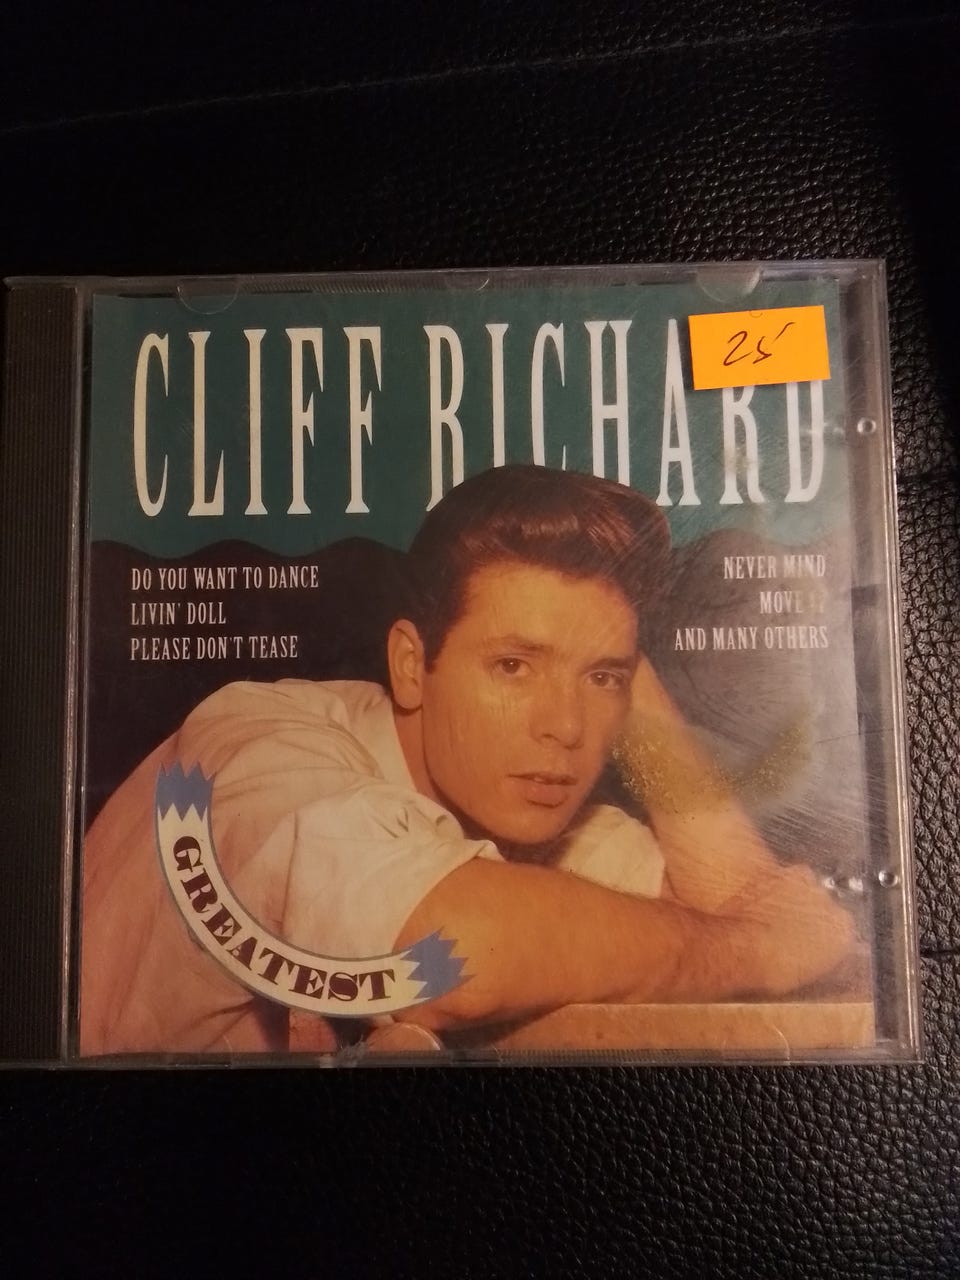 CLIFF RICHARD
25
DO YOU WANT TO DANCE
LIVIN' DOLL
PLEASE DON'T TEASE
NEVER MIND
MOVE IT
AND MANY OTHERS
GREATEST